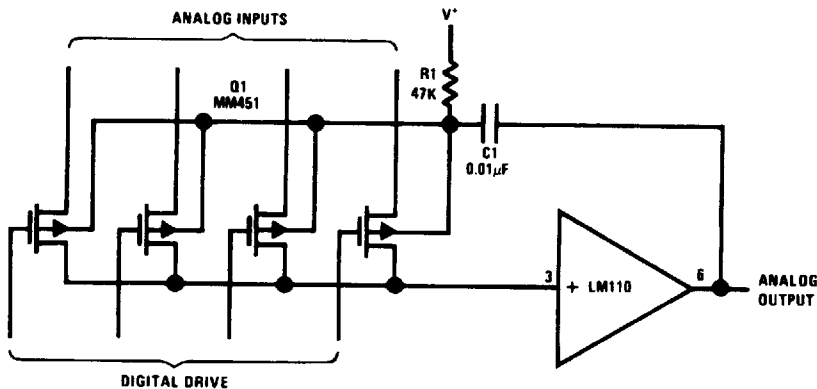 ANALOG INPUTS
V+
R1
47K
Q1
MM451
C1
0.01µF
3
+
LM110
6
ANALOG
OUTPUT
DIGITAL DRIVE